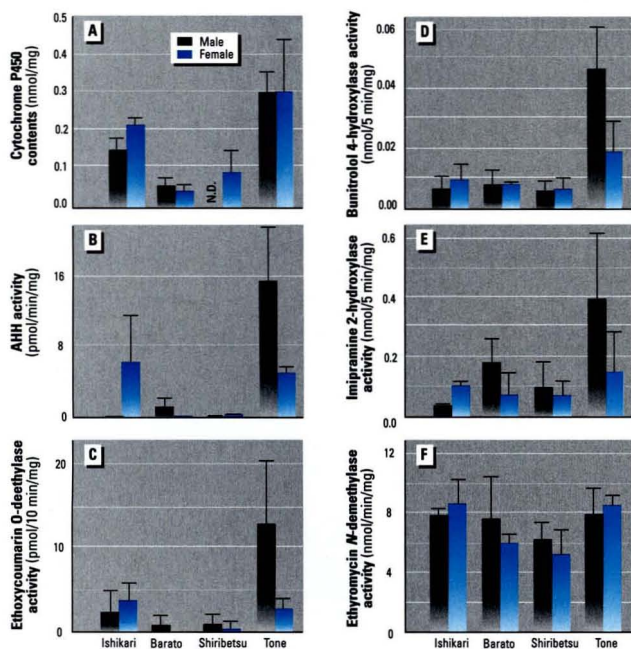 A
Male
Female
Cytochrome P450
contents (nmol/mg)
0.5
0.4
0.3
0.2
0.1
0.0
N.D.
B
AHH activity
(pmol/min/mg)
16
8
0
C
Ethoxycoumarin O-deethylase
activity (pmol/10 min/mg)
20
10
0
Ishikari
Barato
Shiribetsu
Tone
D
Bunitrolol 4-hydroxylase activity
(nmol/5 min/mg)
0.06
0.04
0.02
0.00
E
Imipramine 2-hydroxylase
activity (nmol/5 min/mg)
0.6
0.4
0.2
0.0
F
Ethyromycin N-demethylase
activity (nmol/min/mg)
12
8
4
0
Ishikari
Barato
Shiribetsu
Tone